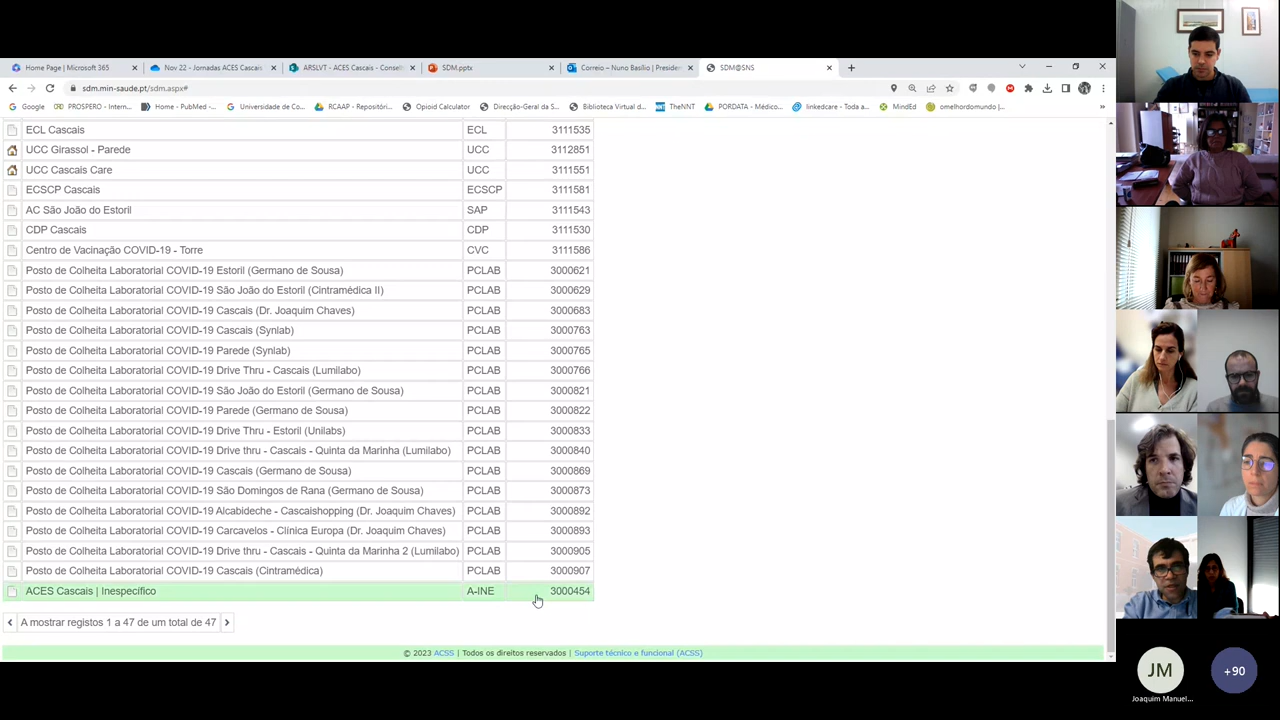 Home Page | Microsoft 365
Nov 22 - Jornadas ACES Cascais
ARSLVT - ACES Cascais - Conselh
SDM.pptx
Correio – Nuno Basílio | Presiden
SDM@SNS
sdm.min-saude.pt/sdm.aspx#
Google
PROSPERO - Intern...
Home - PubMed -...
Universidade de Co...
RCAAP - Repositóri...
Opioid Calculator
Direcção-Geral da S...
Biblioteca Virtual d...
TheNNT
PORDATA - Médico...
linkedcare - Toda a...
MindEd
omelhordomundo |...
ECL Cascais ECL 3111535
UCC Girassol - Parede UCC 3112851
UCC Cascais Care UCC 3111551
ECSCP Cascais ECSCP 3111581
AC São João do Estoril SAP 3111543
CDP Cascais CDP 3111530
Centro de Vacinação COVID-19 - Torre CVC 3111586
Posto de Colheita Laboratorial COVID-19 Estoril (Germano de Sousa) PCLAB 3000621
Posto de Colheita Laboratorial COVID-19 São João do Estoril (Cintramédica II) PCLAB 3000629
Posto de Colheita Laboratorial COVID-19 Cascais (Dr. Joaquim Chaves) PCLAB 3000683
Posto de Colheita Laboratorial COVID-19 Cascais (Synlab) PCLAB 3000763
Posto de Colheita Laboratorial COVID-19 Parede (Synlab) PCLAB 3000765
Posto de Colheita Laboratorial COVID-19 Drive Thru - Cascais (Lumilabo) PCLAB 3000766
Posto de Colheita Laboratorial COVID-19 São João do Estoril (Germano de Sousa) PCLAB 3000821
Posto de Colheita Laboratorial COVID-19 Parede (Germano de Sousa) PCLAB 3000822
Posto de Colheita Laboratorial COVID-19 Drive Thru - Estoril (Unilabs) PCLAB 3000833
Posto de Colheita Laboratorial COVID-19 Drive thru - Cascais - Quinta da Marinha (Lumilabo) PCLAB 3000840
Posto de Colheita Laboratorial COVID-19 Cascais (Germano de Sousa) PCLAB 3000869
Posto de Colheita Laboratorial COVID-19 São Domingos de Rana (Germano de Sousa) PCLAB 3000873
Posto de Colheita Laboratorial COVID-19 Alcabideche - Cascaishopping (Dr. Joaquim Chaves) PCLAB 3000892
Posto de Colheita Laboratorial COVID-19 Carcavelos - Clínica Europa (Dr. Joaquim Chaves) PCLAB 3000893
Posto de Colheita Laboratorial COVID-19 Drive thru - Cascais - Quinta da Marinha 2 (Lumilabo) PCLAB 3000905
Posto de Colheita Laboratorial COVID-19 Cascais (Cintramédica) PCLAB 3000907
ACES Cascais | Inespecífico A-INE 3000454
A mostrar registos 1 a 47 de um total de 47
© 2023 ACSS | Todos os direitos reservados | Suporte técnico e funcional (ACSS)
JM
Joaquim Manuel...
+90